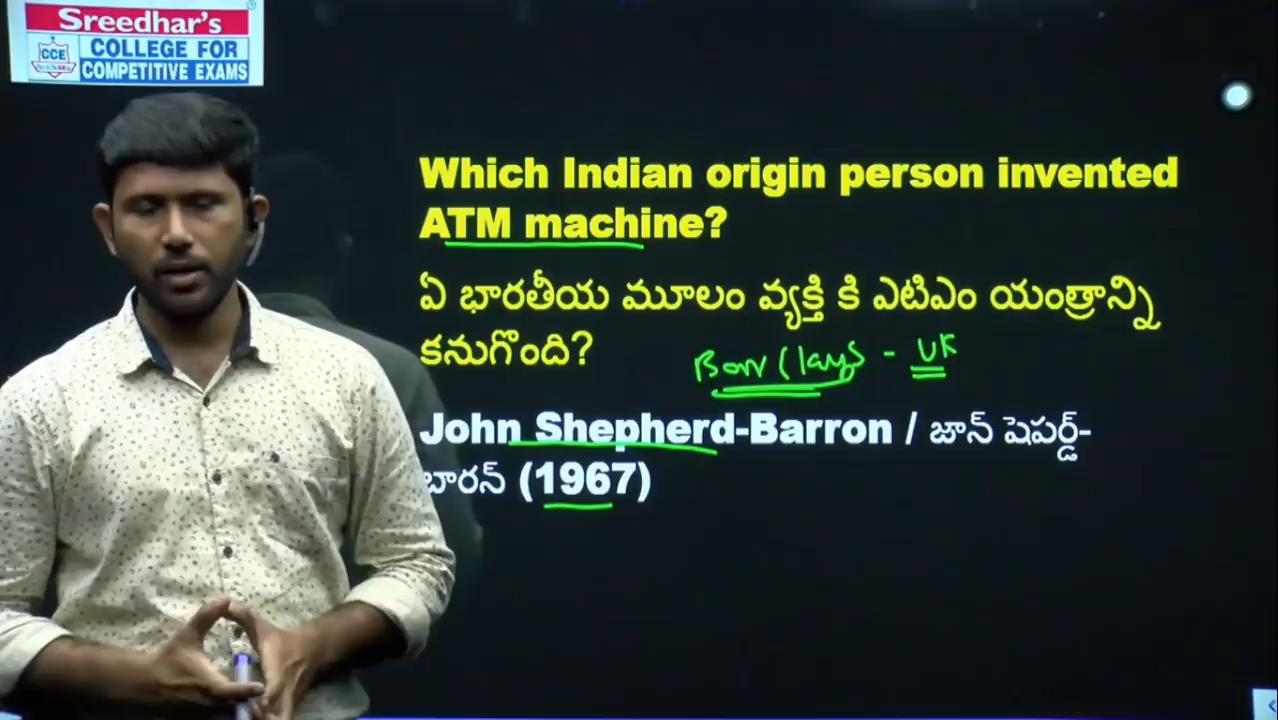 Sreedhar's
CCE
COLLEGE FOR
COMPETITIVE EXAMS
Which Indian origin person invented
ATM machine?
ఏ భారతీయ మూలం వ్యక్తి కి ఎటిఎం యంత్రాన్ని
కనుగొంది?
Barclays - UK
John Shepherd-Barron / జాన్ షెపర్డ్-
బారన్ (1967)